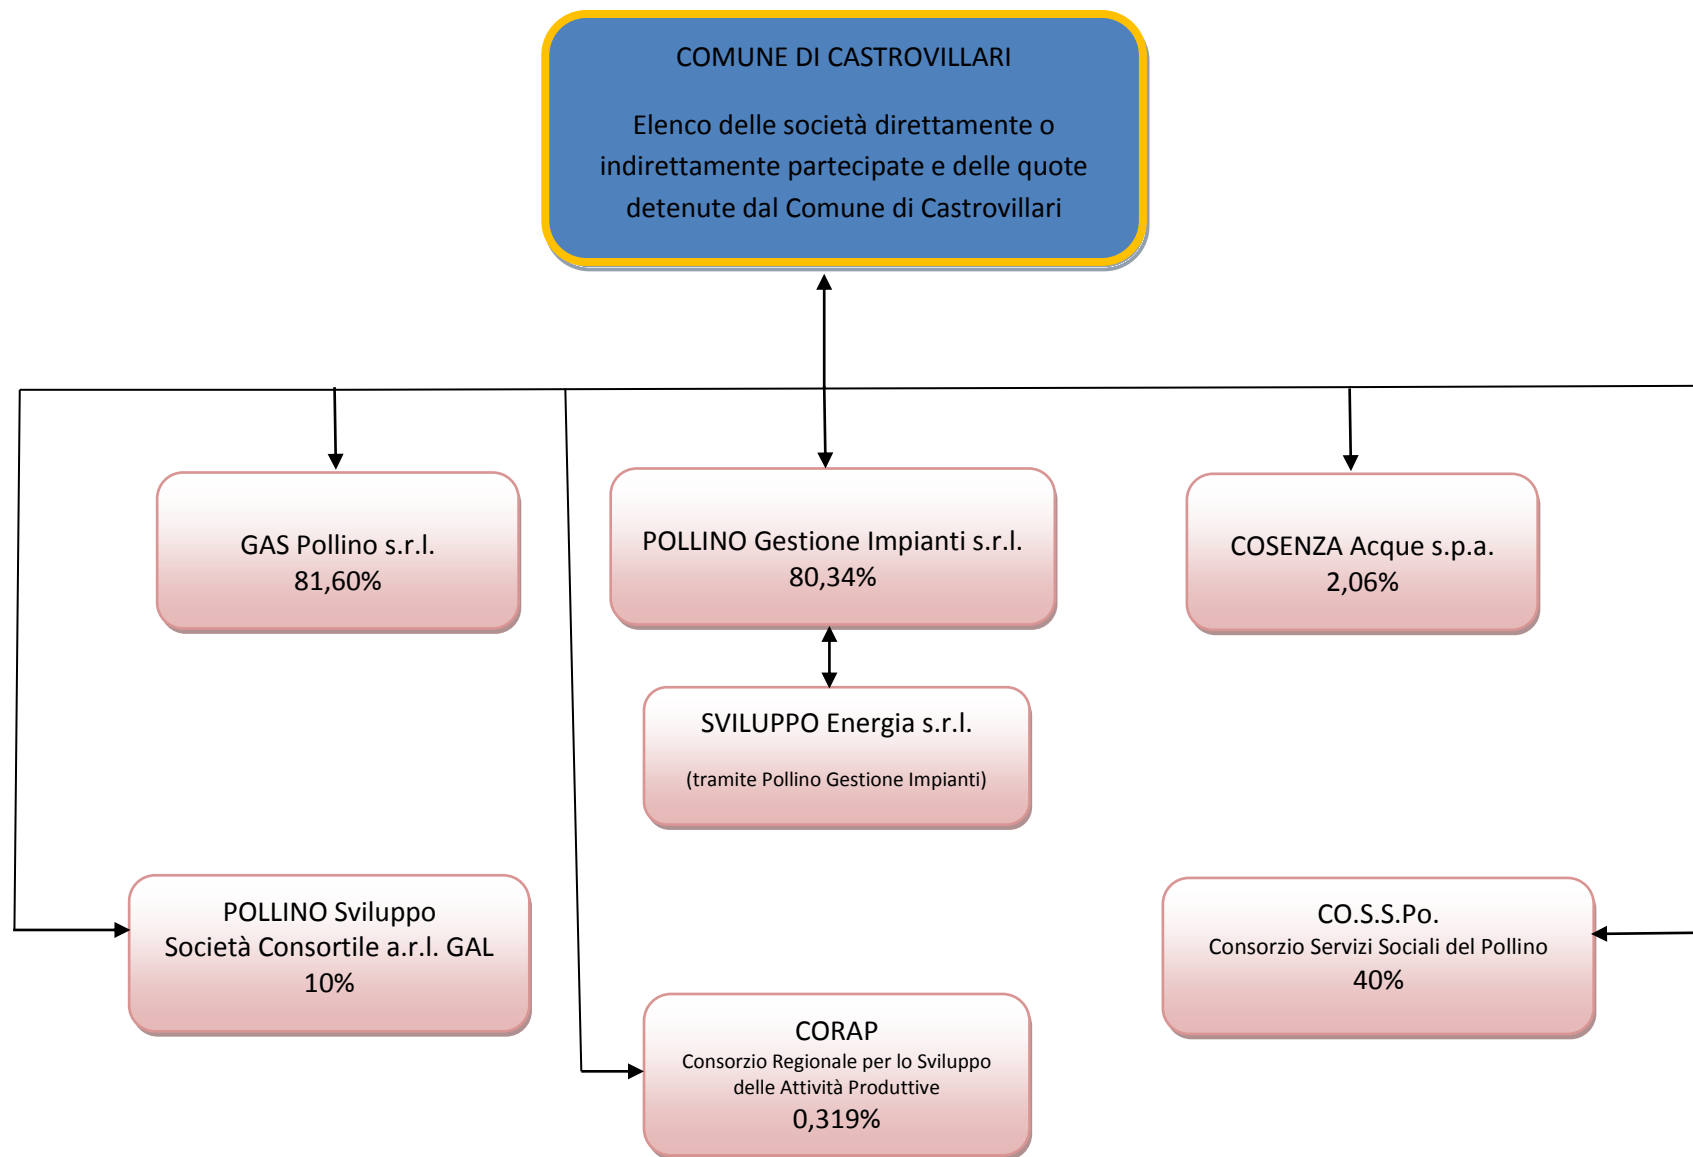 COMUNE DI CASTROVILLARI
Elenco delle società direttamente o
indirettamente partecipate e delle quote
detenute dal Comune di Castrovillari
GAS Pollino s.r.l.
81,60%
POLLINO Gestione Impianti s.r.l.
80,34%
COSENZA Acque s.p.a.
2,06%
SVILUPPO Energia s.r.l.
(tramite Pollino Gestione Impianti)
POLLINO Sviluppo
Società Consortile a.r.l. GAL
10%
CO.S.S.Po.
Consorzio Servizi Sociali del Pollino
40%
CORAP
Consorzio Regionale per lo Sviluppo
delle Attività Produttive
0,319%